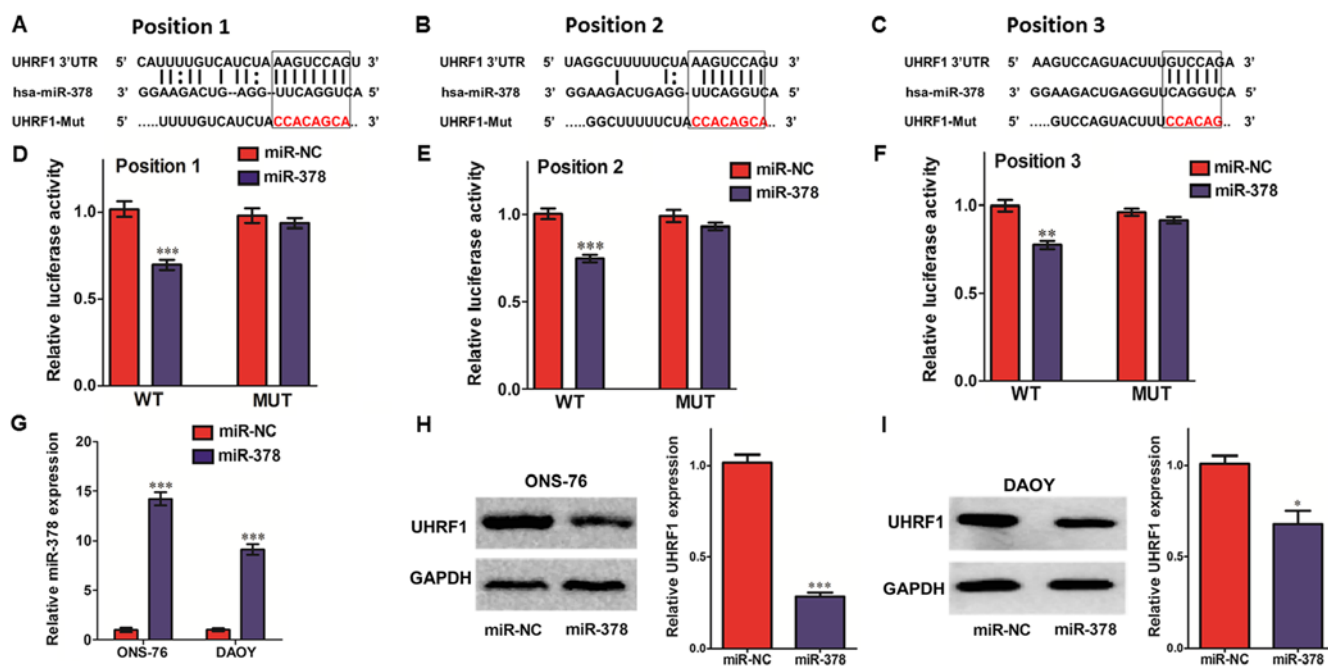 A Position 1
UHRF1 3'UTR 5' CAUUUUGUCAUCUA AAGUCCAGU 3'
hsa-miR-378 3' GGAAGACUG--AGG--UUCAGGUCA 5'
UHRF1-Mut 5' .....UUUUGUCAUCUACCACAGCA.. 3'
B Position 2
UHRF1 3'UTR 5' UAGGCUUUUUCUA AAGUCCAGU 3'
hsa-miR-378 3' GGAAGACUGAGG-UUCAGGUCA 5'
UHRF1-Mut 5' .....GGCUUUUUCUACCACAGCA.. 3'
C Position 3
UHRF1 3'UTR 5' AAGUCCAGUACUUUGUCCAGA 3'
hsa-miR-378 3' GGAAGACUGAGGUUCAGGUCA 5'
UHRF1-Mut 5' .....GUCCAGUACUUUCCACAG.. 3'
D Position 1
miR-NC
miR-378
Relative luciferase activity
1.0
0.5
0.0
***
WT MUT
E Position 2
miR-NC
miR-378
Relative luciferase activity
1.0
0.5
0.0
***
WT MUT
F Position 3
miR-NC
miR-378
Relative luciferase activity
1.0
0.5
0.0
**
WT MUT
G
miR-NC
miR-378
Relative miR-378 expression
20
15
10
5
0
***
***
ONS-76 DAOY
H
ONS-76
UHRF1
GAPDH
miR-NC miR-378
Relative UHRF1 expression
1.0
0.5
0.0
***
miR-NC miR-378
I
DAOY
UHRF1
GAPDH
miR-NC miR-378
Relative UHRF1 expression
1.0
0.5
0.0
*
miR-NC miR-378